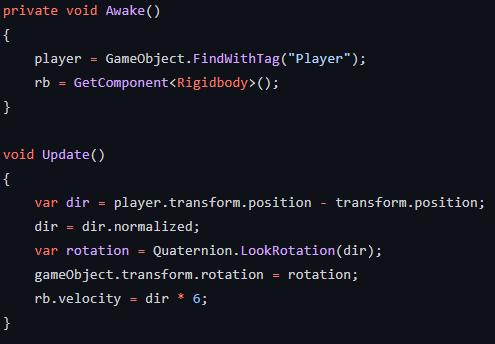 private void Awake()
{
    player = GameObject.FindWithTag("Player");
    rb = GetComponent<Rigidbody>();
}

void Update()
{
    var dir = player.transform.position - transform.position;
    dir = dir.normalized;
    var rotation = Quaternion.LookRotation(dir);
    gameObject.transform.rotation = rotation;
    rb.velocity = dir * 6;
}